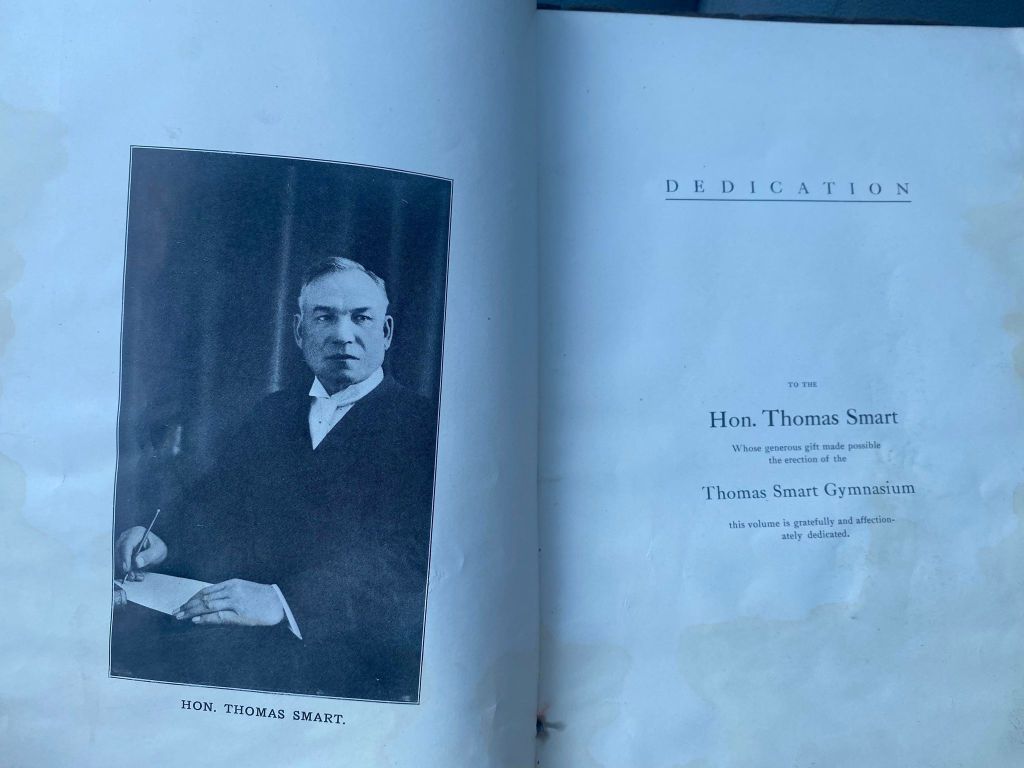 HON. THOMAS SMART.
DEDICATION
TO THE
Hon. Thomas Smart
Whose generous gift made possible
the erection of the
Thomas Smart Gymnasium
this volume is gratefully and affection-
ately dedicated.